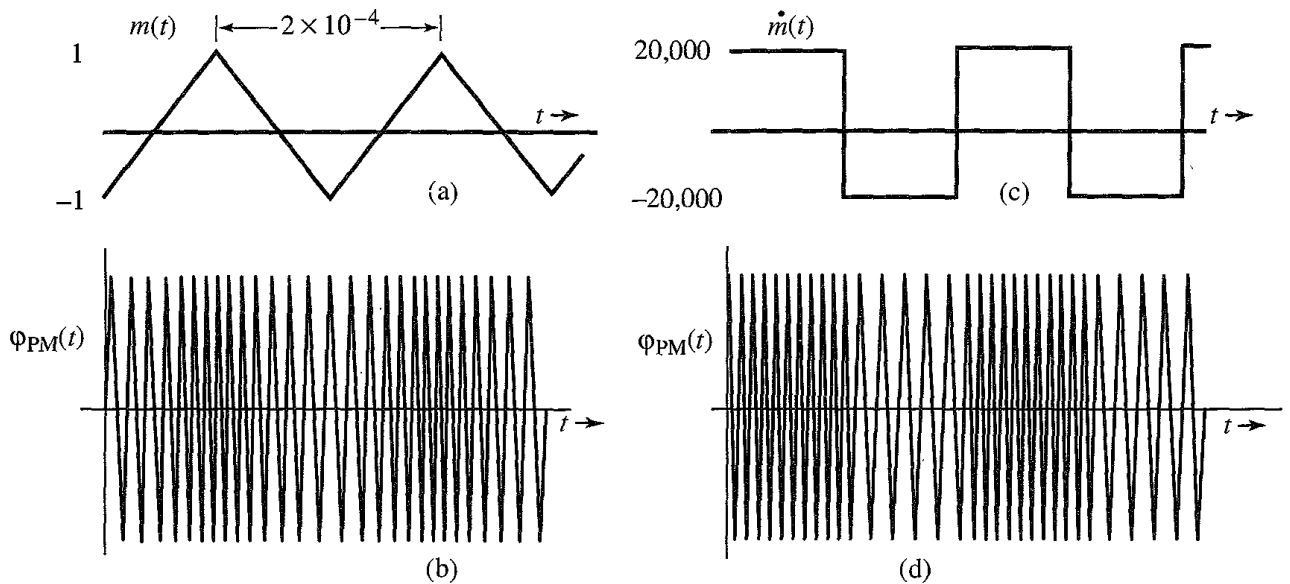 m(t)
2 × 10⁻⁴
1
t →
−1
(a)
ṁ(t)
20,000
t →
−20,000
(c)
φPM(t)
t →
(b)
φPM(t)
t →
(d)